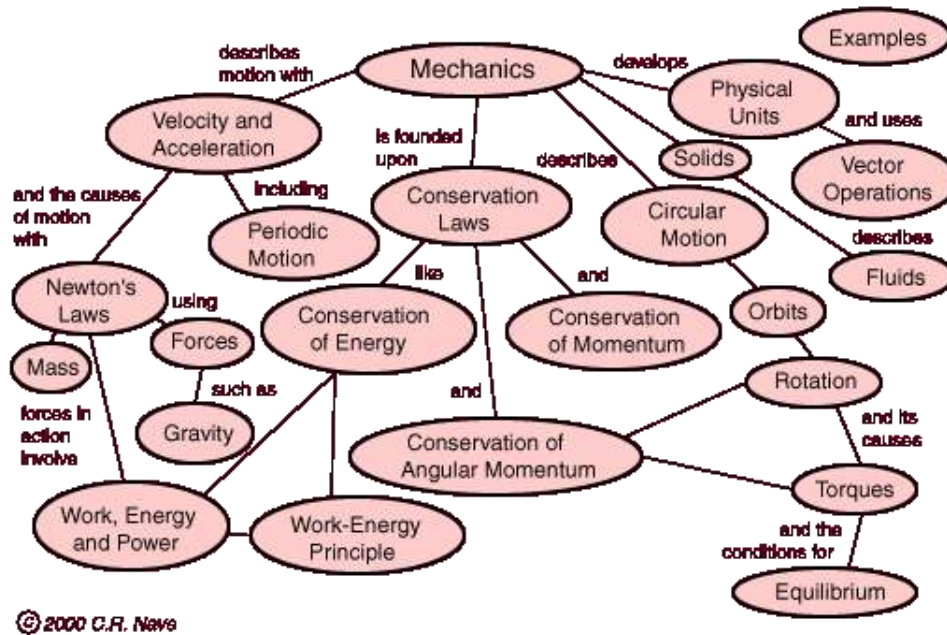 Examples
describes
motion with
Mechanics
develops
Physical
Units
and uses
Vector
Operations
Velocity and
Acceleration
is founded
upon
describes
Solids
and the causes
of motion
with
including
Periodic
Motion
Conservation
Laws
Circular
Motion
describes
Fluids
Newton's
Laws
using
Forces
Mass
like
and
Conservation
of Energy
Conservation
of Momentum
Orbits
Rotation
such as
Gravity
forces in
action
involve
and
and its
causes
Conservation of
Angular Momentum
Torques
Work, Energy
and Power
Work-Energy
Principle
and the
conditions for
Equilibrium
© 2000 C.R. Nave